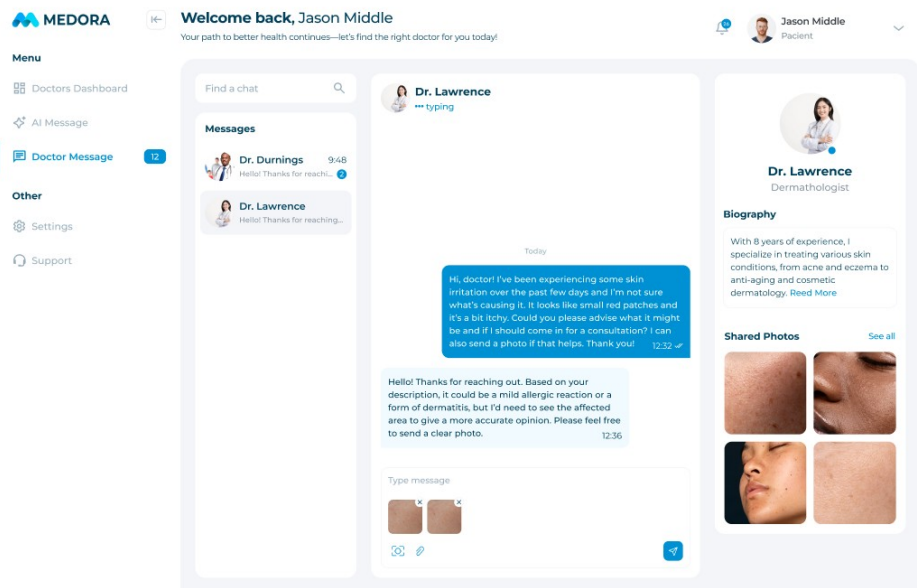 MEDORA
Menu
Doctors Dashboard
AI Message
Doctor Message 12
Other
Settings
Support
Welcome back, Jason Middle
Your path to better health continues—let's find the right doctor for you today!
Jason Middle
Pacient
Find a chat
Messages
Dr. Durnings 9:48
Hello! Thanks for reachi... 2
Dr. Lawrence
Hello! Thanks for reaching...
Dr. Lawrence
••• typing
Today
Hi, doctor! I've been experiencing some skin
irritation over the past few days and I'm not sure
what's causing it. It looks like small red patches and
it's a bit itchy. Could you please advise what it might
be and if I should come in for a consultation? I can
also send a photo if that helps. Thank you! 12:32
Hello! Thanks for reaching out. Based on your
description, it could be a mild allergic reaction or a
form of dermatitis, but I'd need to see the affected
area to give a more accurate opinion. Please feel free
to send a clear photo. 12:36
Type message
Dr. Lawrence
Dermathologist
Biography
With 8 years of experience, I
specialize in treating various skin
conditions, from acne and eczema to
anti-aging and cosmetic
dermatology. Read More
Shared Photos See all